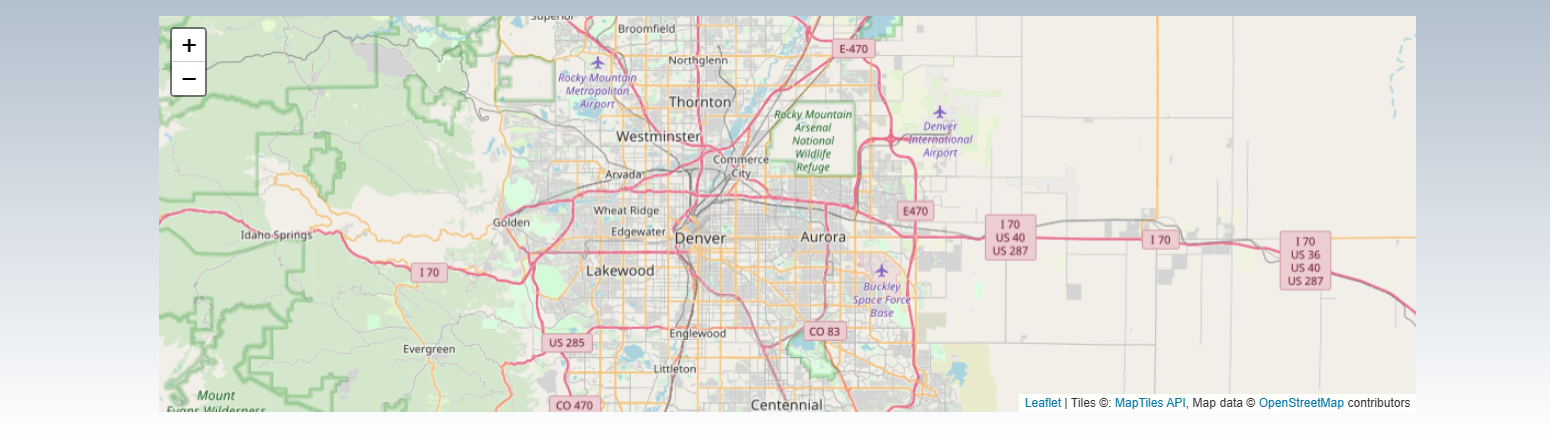 +
−
Superior
Broomfield
E-470
Northglenn
Rocky Mountain
Metropolitan
Airport
Thornton
Rocky Mountain
Arsenal
National
Wildlife
Refuge
Denver
International
Airport
Westminster
Commerce
City
Arvada
Wheat Ridge
E470
Golden
Idaho Springs
Edgewater
Denver
Aurora
I 70
US 40
US 287
I 70
I 70
US 36
US 40
US 287
I 70
Lakewood
Buckley
Space Force
Base
CO 83
Englewood
US 285
Evergreen
Littleton
Mount
Evans Wilderness
CO 470
Centennial
Leaflet | Tiles ©: MapTiles API, Map data © OpenStreetMap contributors